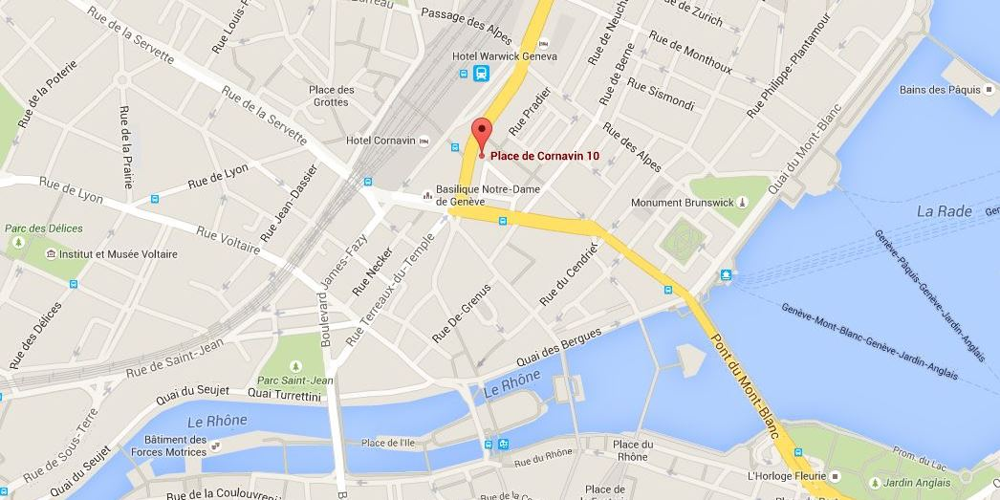 Passage des Alpes
Rue de Zurich
Rue de Neuch
Rue Louis-F
Rue de la Servette
Hotel Warwick Geneva
Rue de Monthoux
Rue de Berne
Rue Philippe-Plantamour
Rue de la Poterie
Place des
Grottes
Rue Sismondi
Bains des Pâquis
Rue de la Servette
Rue Pradier
Rue de la Prairie
Hotel Cornavin
Rue des Alpes
Quai du Mont-Blanc
Place de Cornavin 10
Rue de Lyon
Rue de Lyon
Rue Jean-Dassier
Basilique Notre-Dame
de Genève
Monument Brunswick
La Rade
Gen
Parc des Délices
Rue Voltaire
Institut et Musée Voltaire
Boulevard James-Fazy
Rue Necker
Rue Terreaux-du-Temple
Rue du Cendrier
Genève-Pâquis-Genève-Jardin-Anglais
Rue De-Grenus
Genève-Mont-Blanc-Genève-Jardin-Anglais
Rue des Délices
Rue de Saint-Jean
Quai des Bergues
Pont du Mont-Blanc
Parc Saint-Jean
Quai du Seujet
Quai Turrettini
Le Rhône
Le Rhône
Rue de Sous-Terre
Bâtiment des
Forces Motrices
Place de l'Ile
Place du
Rhône
Rue du Rhône
Quai du Seujet
Prom. du Lac
L'Horloge Fleurie
Jardin Anglais
Rue de la Coulouvrenière
B
Place